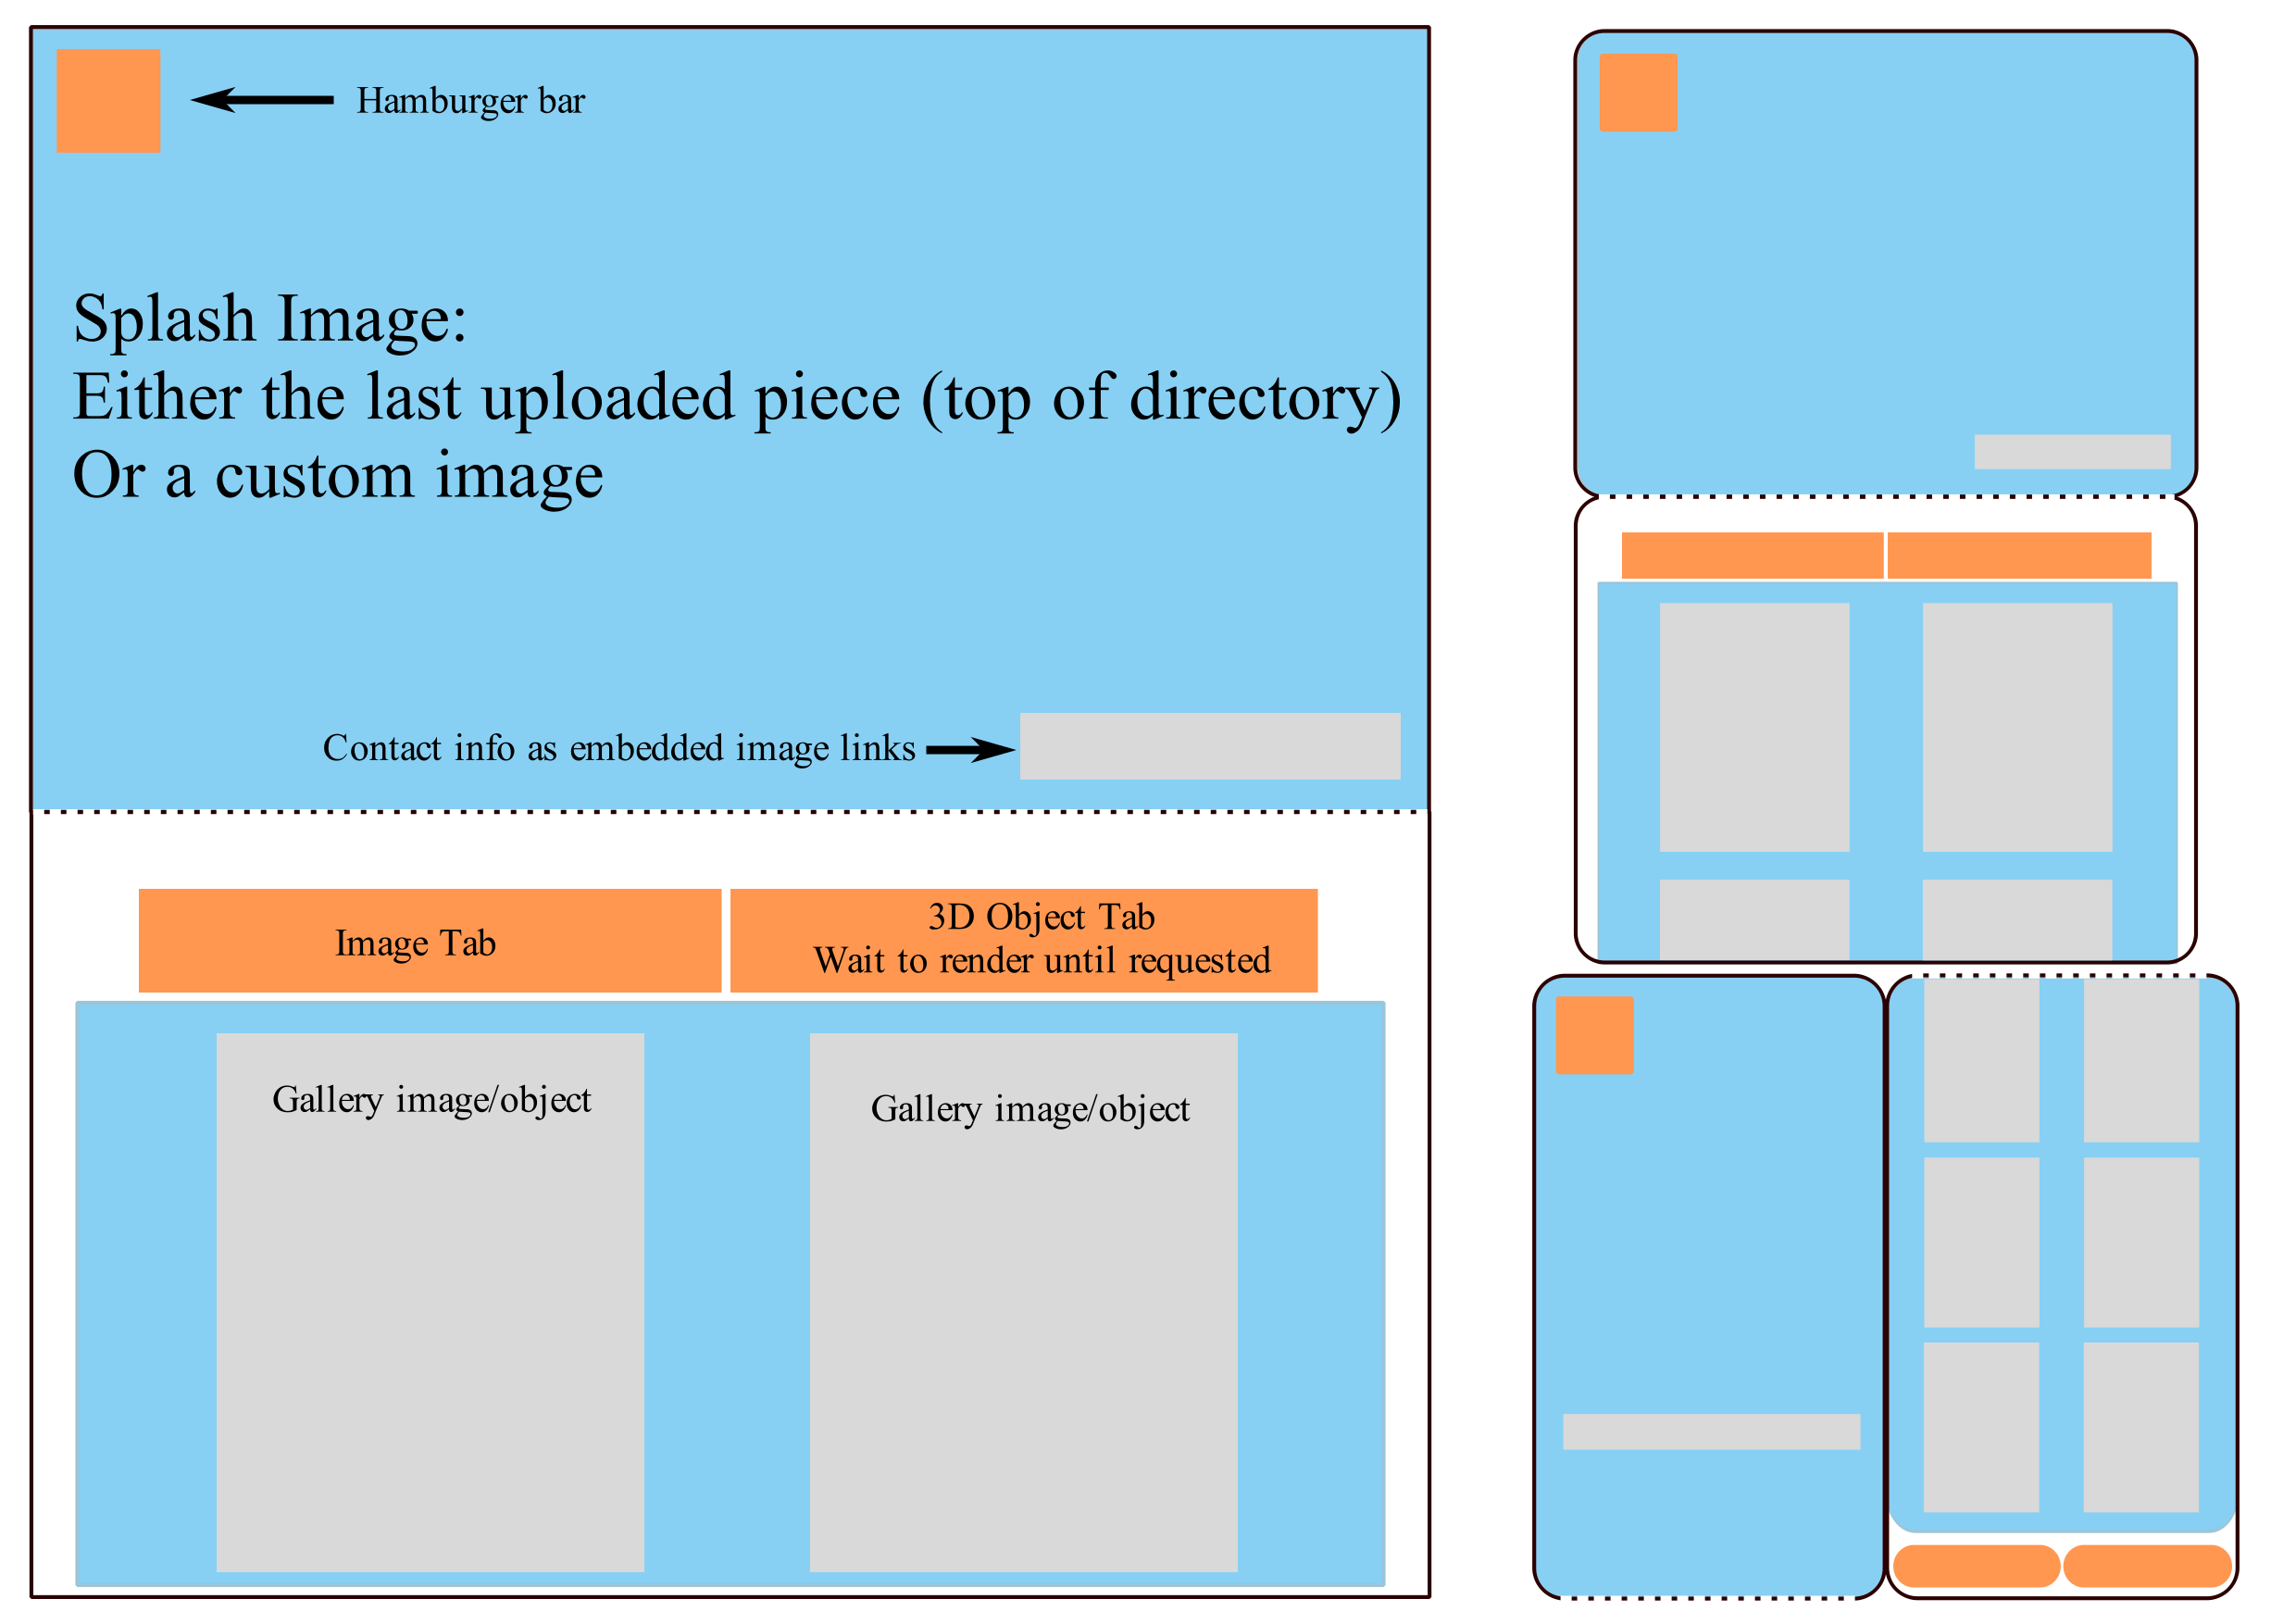 Hamburger bar
Splash Image:
Either the last uploaded piece (top of directory)
Or a custom image
Contact info as embedded image links
Image Tab
3D Object Tab
Wait to render until requested
Gallery image/object
Gallery image/object